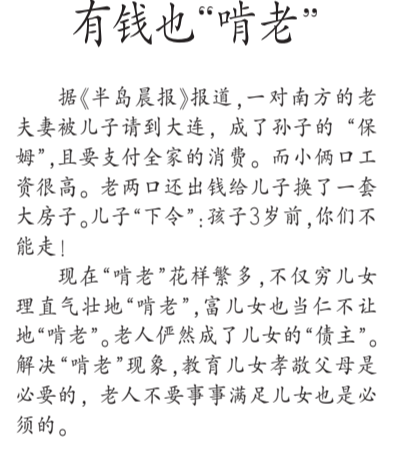 有钱也“啃老”
据《半岛晨报》报道,一对南方的老
夫妻被儿子请到大连，成了孙子的“保
姆”,且要支付全家的消费。而小俩口工
资很高。老两口还出钱给儿子换了一套
大房子。儿子“下令”:孩子3岁前,你们不
能走!
现在“啃老”花样繁多,不仅穷儿女
理直气壮地“啃老”,富儿女也当仁不让
地“啃老”。老人俨然成了儿女的“债主”。
解决“啃老”现象,教育儿女孝敬父母是
必要的，老人不要事事满足儿女也是必
须的。